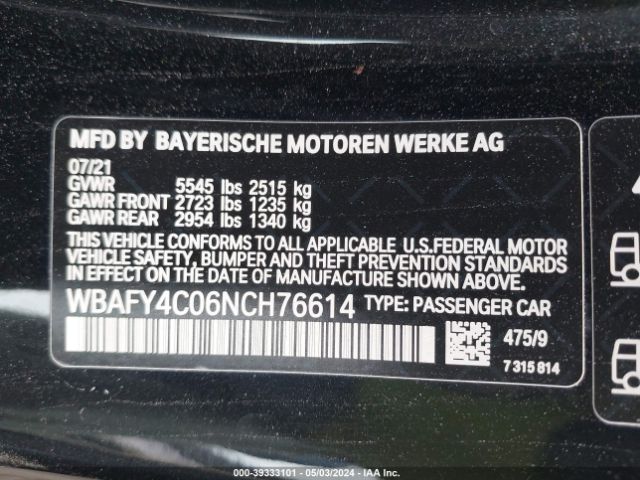 MFD BY BAYERISCHE MOTOREN WERKE AG
07/21
GVWR 5545 lbs 2515 kg
GAWR FRONT 2723 lbs 1235 kg
GAWR REAR 2954 lbs 1340 kg
THIS VEHICLE CONFORMS TO ALL APPLICABLE U.S.FEDERAL MOTOR
VEHICLE SAFETY, BUMPER AND THEFT PREVENTION STANDARDS
IN EFFECT ON THE DATE OF MANUFACTURE SHOWN ABOVE.
WBAFY4C06NCH76614 TYPE: PASSENGER CAR
475/9
7 315 814
000-39333101 - 05/03/2024 - IAA Inc.